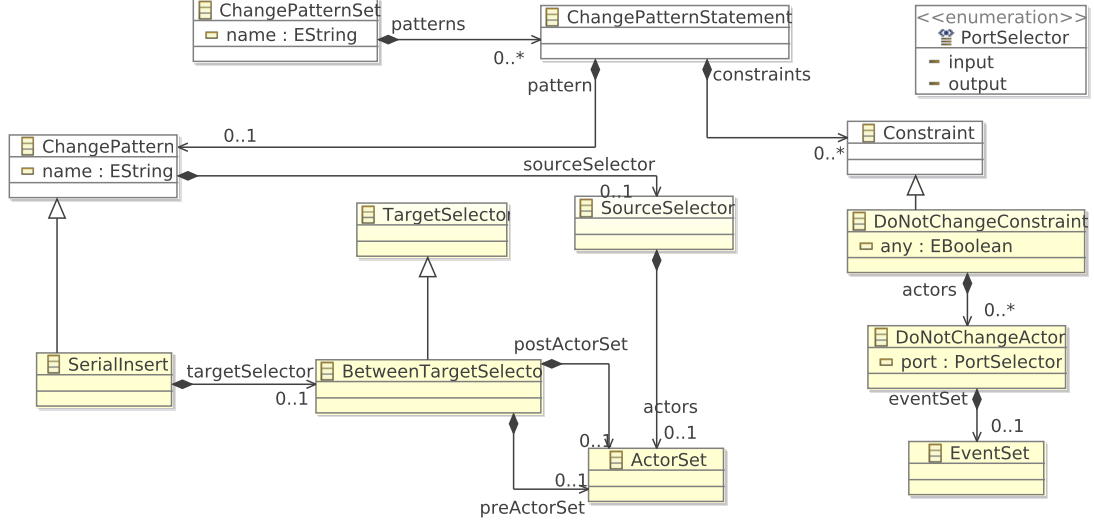 ChangePatternSet
name : EString
patterns
0..*
ChangePatternStatement
<<enumeration>>
PortSelector
input
output
pattern
constraints
0..1
0..*
ChangePattern
name : EString
Constraint
sourceSelector
0..1
TargetSelector
SourceSelector
DoNotChangeConstraint
any : EBoolean
actors
0..*
DoNotChangeActor
port : PortSelector
SerialInsert
targetSelector
0..1
BetweenTargetSelecto
postActorSet
0..1
actors
0..1
eventSet
0..1
ActorSet
EventSet
0..1
preActorSet